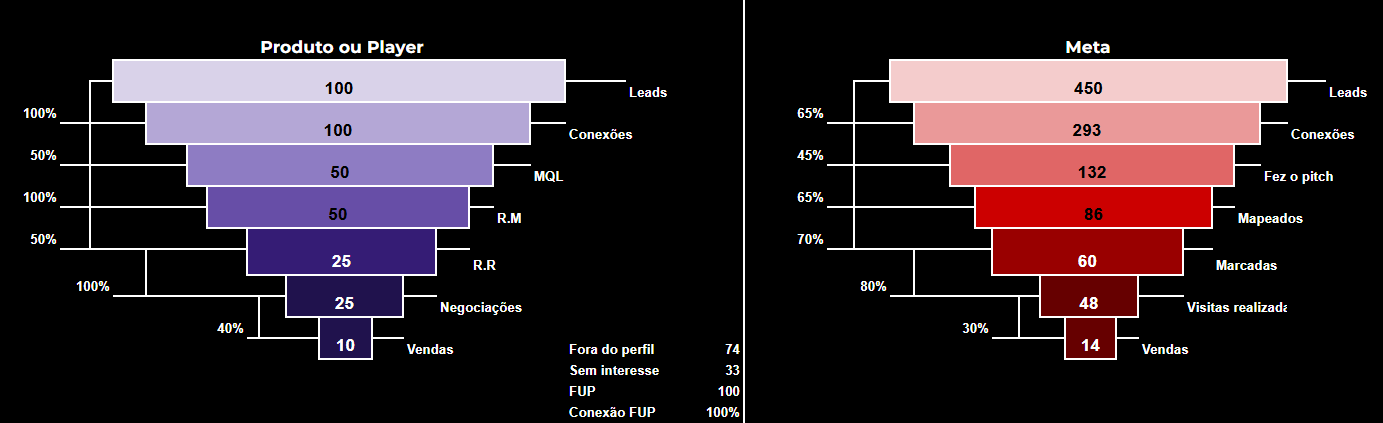 Produto ou Player
100
Leads
100%
100
Conexões
50%
50
MQL
100%
50
R.M
50%
25
R.R
100%
25
Negociações
40%
10
Vendas
Fora do perfil 74
Sem interesse 33
FUP 100
Conexão FUP 100%
Meta
450
Leads
65%
293
Conexões
45%
132
Fez o pitch
65%
86
Mapeados
70%
60
Marcadas
80%
48
Visitas realizada
30%
14
Vendas